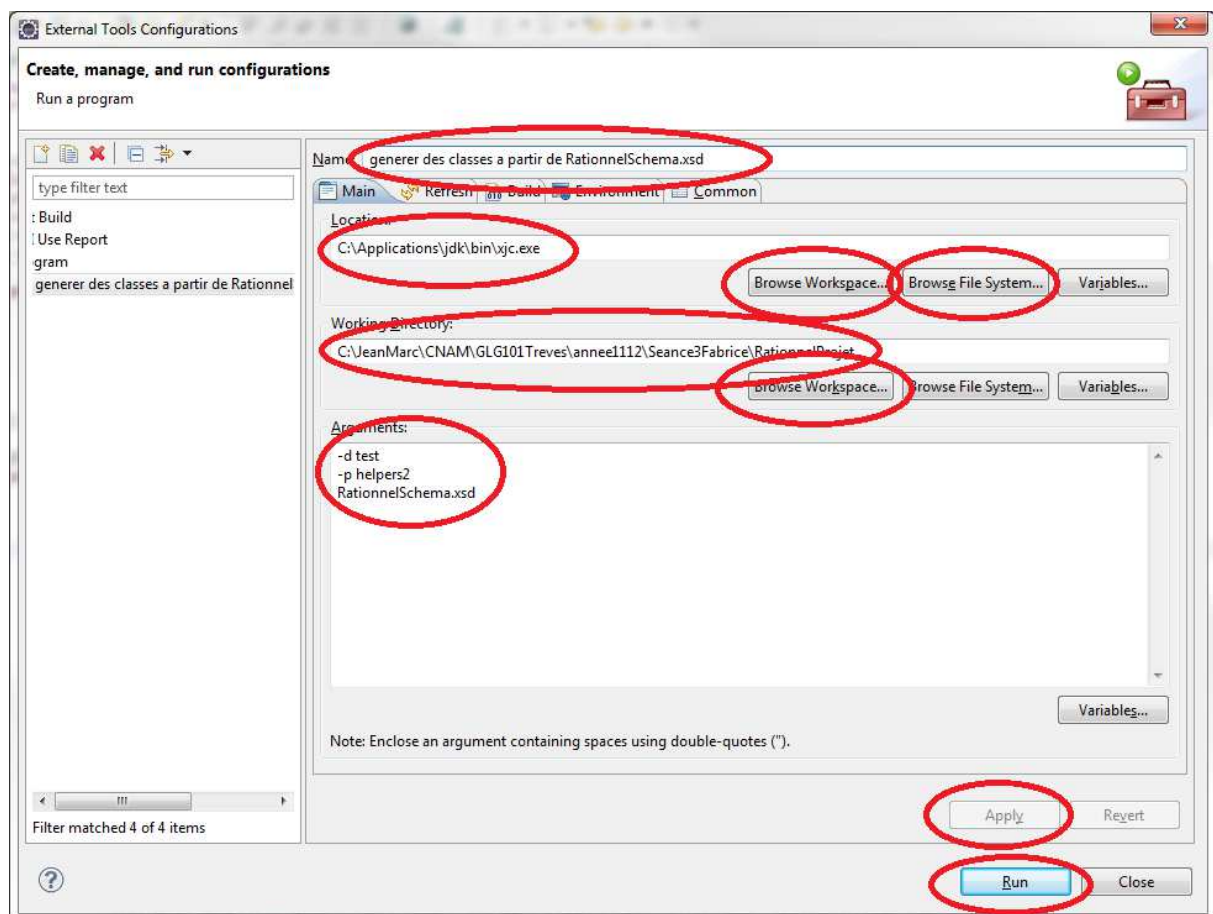 External Tools Configurations
Create, manage, and run configurations
Run a program
type filter text
: Build
Use Report
gram
generer des classes a partir de Rationnel
Filter matched 4 of 4 items
Name generer des classes a partir de RationnelSchema.xsd
Main Refresh Build Environment Common
Location:
C:\Applications\jdk\bin\xjc.exe
Browse Workspace... Browse File System... Variables...
Working Directory:
C:\JeanMarc\CNAM\GLG101Treves\annee1112\Seance3Fabrice\RationnelProjet
Browse Workspace... Browse File System... Variables...
Arguments:
-d test
-p helpers2
RationnelSchema.xsd
Variables...
Note: Enclose an argument containing spaces using double-quotes (").
Apply Revert
Run Close